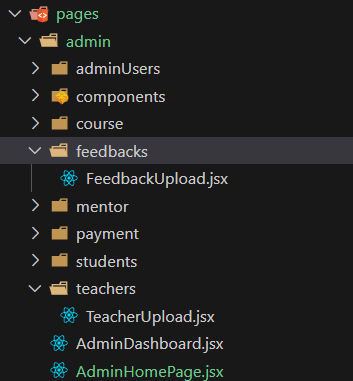 pages
admin
adminUsers
components
course
feedbacks
FeedbackUpload.jsx
mentor
payment
students
teachers
TeacherUpload.jsx
AdminDashboard.jsx
AdminHomePage.jsx